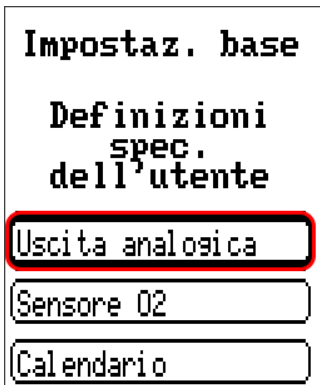 Impostaz. base
Definizioni
spec.
dell'utente
Uscita analogica
Sensore O2
Calendario